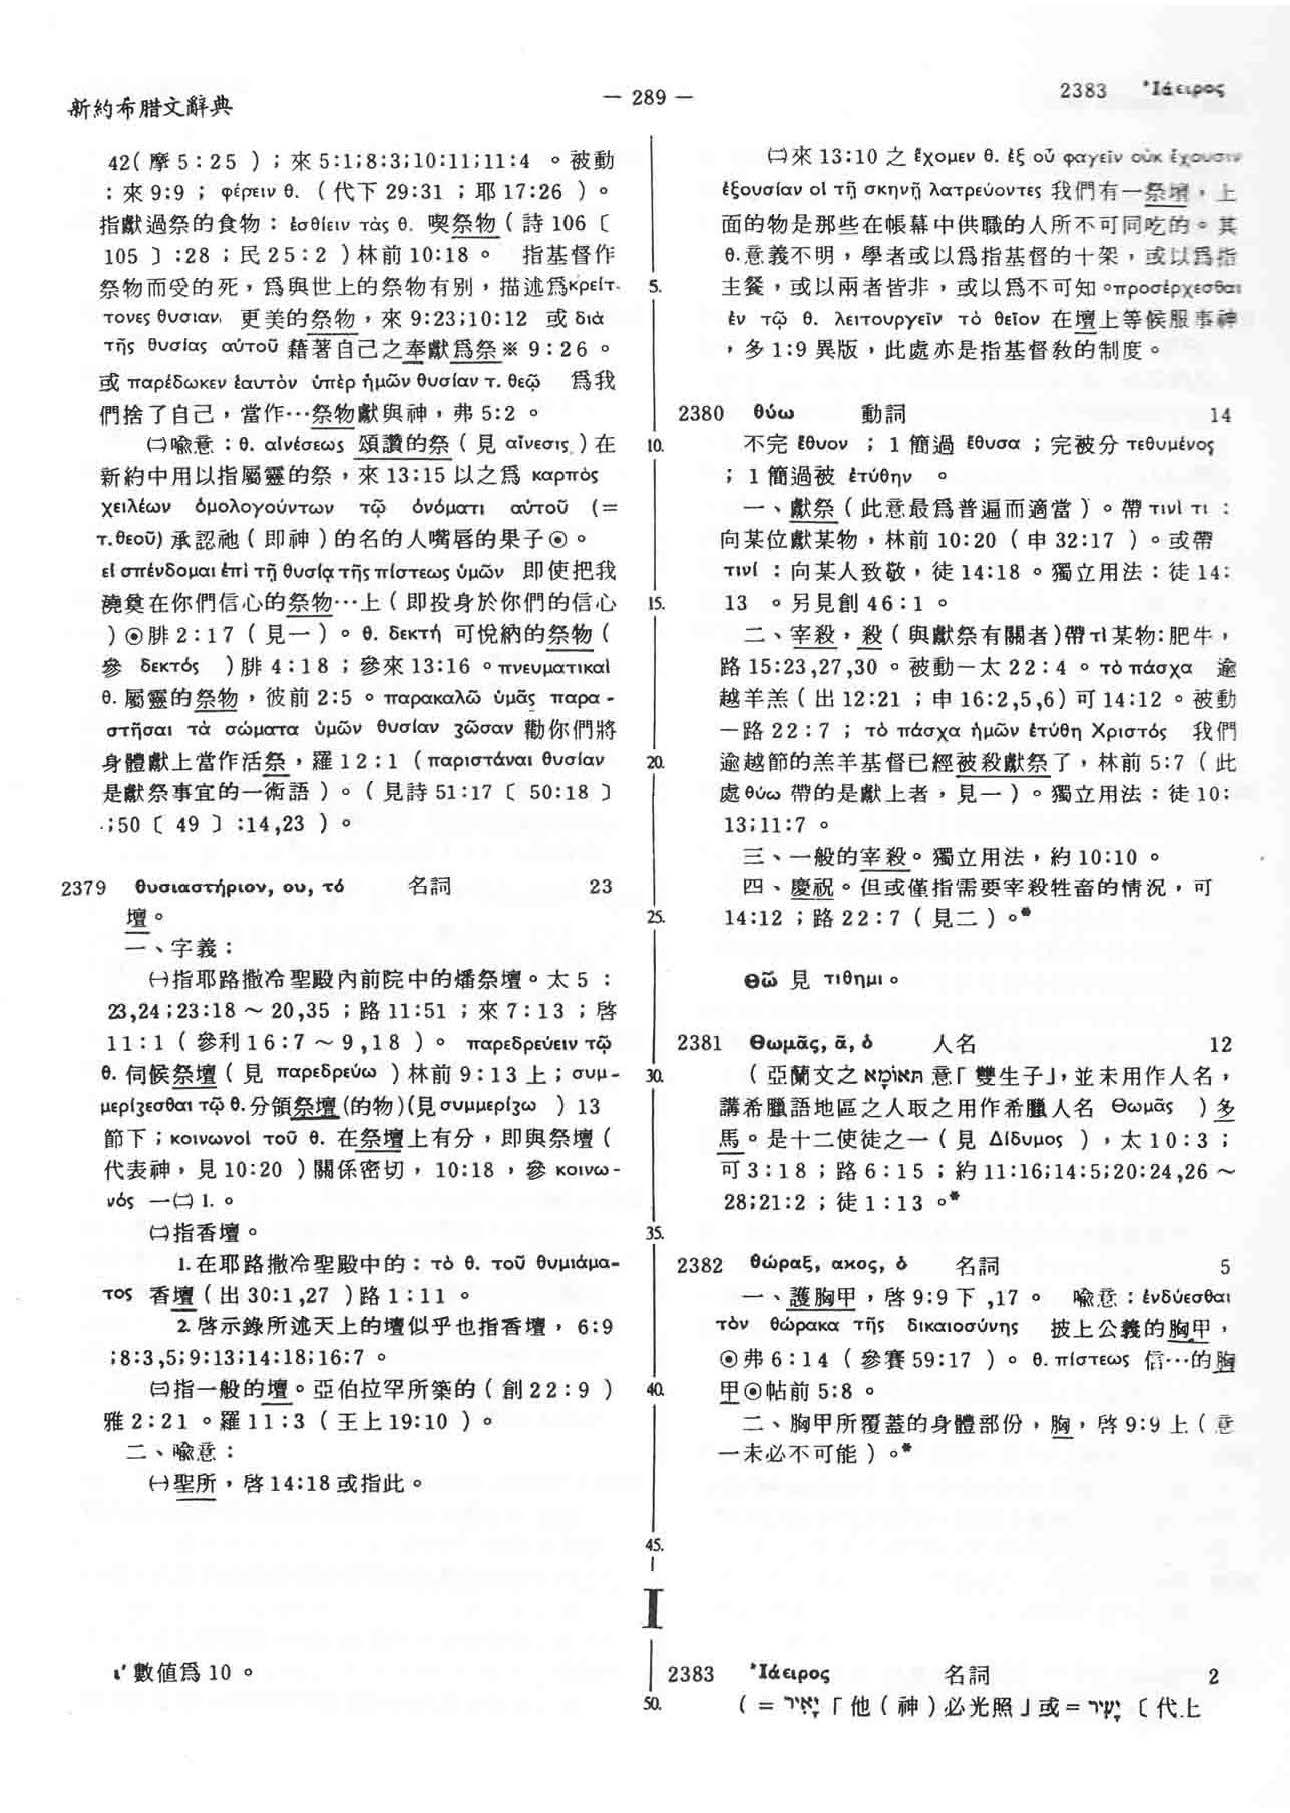 新約希腊文辭典
— 289 —
2383 Ἰάειρος
42( 摩 5 : 25 ) ; 來 5:1;8:3;10:11;11:4 。被動
: 來 9:9 ; φέρειν θ. ( 代下 29:31 ; 耶 17:26 ) 。
指獻過祭的食物 : ἐσθίειν τὰς θ. 喫祭物 ( 詩 106 〔
105 〕 :28 ; 民 25 : 2 ) 林前 10:18 。 指基督作
祭物而受的死，爲與世上的祭物有别，描述爲κρείτ-
τονες θυσίαι, 更美的祭物，來 9:23;10:12 或 διὰ
τῆς θυσίας αὐτοῦ 藉著自己之奉獻爲祭※ 9 : 26 。
或 παρέδωκεν ἑαυτὸν ὑπὲρ ἡμῶν θυσίαν τ. θεῷ 爲我
們捨了自己，當作⋯祭物獻與神，弗 5:2 。
㈡喩意 : θ. αἰνέσεως 頌讚的祭 ( 見 αἴνεσις ) 在
新約中用以指屬靈的祭，來 13:15 以之爲 καρπὸς
χειλέων ὁμολογούντων τῷ ὀνόματι αὐτοῦ (=
τ.θεοῦ) 承認祂 ( 即神 ) 的名的人嘴唇的果子⊙。
εἰ σπένδομαι ἐπὶ τῇ θυσίᾳ τῆς πίστεως ὑμῶν 即使把我
澆奠在你們信心的祭物⋯上 ( 即投身於你們的信心
) ⊙腓 2 : 17 ( 見一 ) 。 θ. δεκτή 可悅納的祭物 (
參 δεκτός ) 腓 4 : 18 ; 參來 13:16 。πνευματικαὶ
θ. 屬靈的祭物，彼前 2:5 。 παρακαλῶ ὑμᾶς παρα-
στῆσαι τὰ σώματα ὑμῶν θυσίαν ζῶσαν 勸你們將
身體獻上當作活祭，羅 12 : 1 ( παριστάναι θυσίαν
是獻祭事宜的一術語 ) 。 ( 見詩 51:17 〔 50:18 〕
;50 〔 49 〕 :14,23 ) 。
2379 θυσιαστήριον, ου, τό 名詞 23
壇。
一、字義 :
㈠指耶路撒冷聖殿內前院中的燔祭壇。太 5 :
23,24 ; 23:18 ～ 20,35 ; 路 11:51 ; 來 7 : 13 ; 啓
11 : 1 ( 參利 16 : 7 ～ 9 , 18 ) 。 παρεδρεύειν τῷ
θ. 伺候祭壇 ( 見 παρεδρεύω ) 林前 9 : 13 上 ; συμ-
μερίζεσθαι τῷ θ.分領祭壇 (的物) (見συμμερίζω ) 13
節下 ; κοινωνοὶ τοῦ θ. 在祭壇上有分，即與祭壇 (
代表神，見 10:20 ) 關係密切， 10:18 ，參 κοινω-
νός 一㈡ 1. 。
㈡指香壇。
1. 在耶路撒冷聖殿中的 : τὸ θ. τοῦ θυμιάμα-
τος 香壇 ( 出 30:1,27 ) 路 1 : 11 。
2. 啓示錄所述天上的壇似乎也指香壇， 6:9
;8:3,5;9:13;14:18;16:7 。
㈢指一般的壇。亞伯拉罕所築的 ( 創 22 : 9 )
雅 2 : 21 。羅 11 : 3 ( 王上 19:10 ) 。
二、喩意 :
㈠聖所，啓 14:18 或指此。
ι′ 數值爲 10 。
5.
10.
15.
20.
25.
30.
35.
40.
45.
I
50.
㈡來 13:10 之 ἔχομεν θ. ἐξ οὗ φαγεῖν οὐκ ἔχουσιν
ἐξουσίαν οἱ τῇ σκηνῇ λατρεύοντες 我們有一祭壇，上
面的物是那些在帳幕中供職的人所不可同吃的。其
θ.意義不明，學者或以爲指基督的十架，或以爲指
主餐，或以兩者皆非，或以爲不可知。προσέρχεσθαι
ἐν τῷ θ. λειτουργεῖν τὸ θεῖον 在壇上等候服事神
，多 1:9 異版，此處亦是指基督教的制度。
2380 θύω 動詞 14
不完 ἔθυον ; 1 簡過 ἔθυσα ; 完被分 τεθυμένος
; 1 簡過被 ἐτύθην 。
一、獻祭 ( 此意最爲普遍而適當 ) 。帶 τινί τι :
向某位獻某物，林前 10:20 ( 申 32:17 ) 。或帶
τινί : 向某人致敬，徒 14:18 。獨立用法 : 徒 14:
13 。另見創 46 : 1 。
二、宰殺，殺 ( 與獻祭有關者 ) 帶 τὶ 某物: 肥牛，
路 15:23,27,30 。被動一太 22 : 4 。 τὸ πάσχα 逾
越羊羔 ( 出 12:21 ; 申 16:2,5,6) 可 14:12 。被動
一路 22 : 7 ; τὸ πάσχα ἡμῶν ἐτύθη Χριστός 我們
逾越節的羔羊基督已經被殺獻祭了，林前 5:7 ( 此
處 θύω 帶的是獻上者，見一 ) 。獨立用法 : 徒 10:
13;11:7 。
三、一般的宰殺。獨立用法，約 10:10 。
四、慶祝。但或僅指需要宰殺牲畜的情況，可
14:12 ; 路 22 : 7 ( 見二 ) 。*
Θῶ 見 τίθημι 。
2381 Θωμᾶς, ᾶ, ὁ 人名 12
( 亞蘭文之 תְּאוֹמָא 意「 雙生子」，並未用作人名，
講希臘語地區之人取之用作希臘人名 Θωμᾶς ) 多
馬。是十二使徒之一 ( 見 Δίδυμος ) ，太 10 : 3 ;
可 3 : 18 ; 路 6 : 15 ; 約 11:16;14:5;20:24,26 ～
28;21:2 ; 徒 1 : 13 。*
2382 θώραξ, ακος, ὁ 名詞 5
一、護胸甲，啓 9:9 下 ,17 。 喩意 : ἐνδύεσθαι
τὸν θώρακα τῆς δικαιοσύνης 披上公義的胸甲，
⊙弗 6 : 14 ( 參賽 59:17 ) 。 θ. πίστεως 信⋯的胸
甲⊙帖前 5:8 。
二、胸甲所覆蓋的身體部份，胸，啓 9:9 上 ( 意
一未必不可能 ) 。*
2383 Ἰάειρος 名詞 2
( = יָאִיר 「 他 ( 神 ) 必光照 」或 = יָעִיר 〔 代上